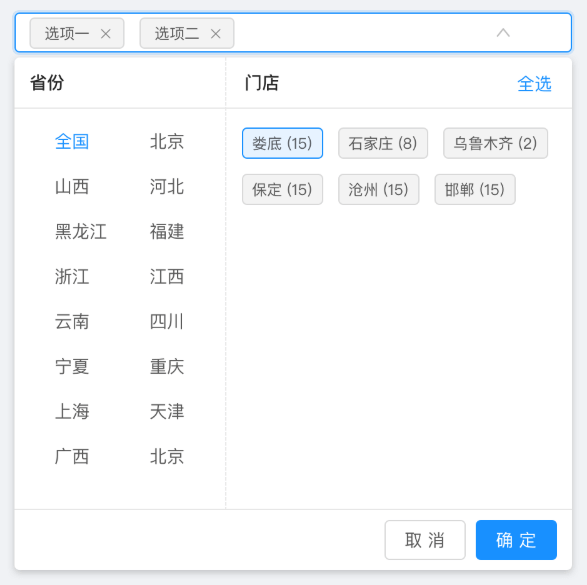 选项一 × 选项二 ×
省份 门店 全选
全国 北京
山西 河北
黑龙江 福建
浙江 江西
云南 四川
宁夏 重庆
上海 天津
广西 北京
娄底 (15) 石家庄 (8) 乌鲁木齐 (2)
保定 (15) 沧州 (15) 邯郸 (15)
取 消 确 定